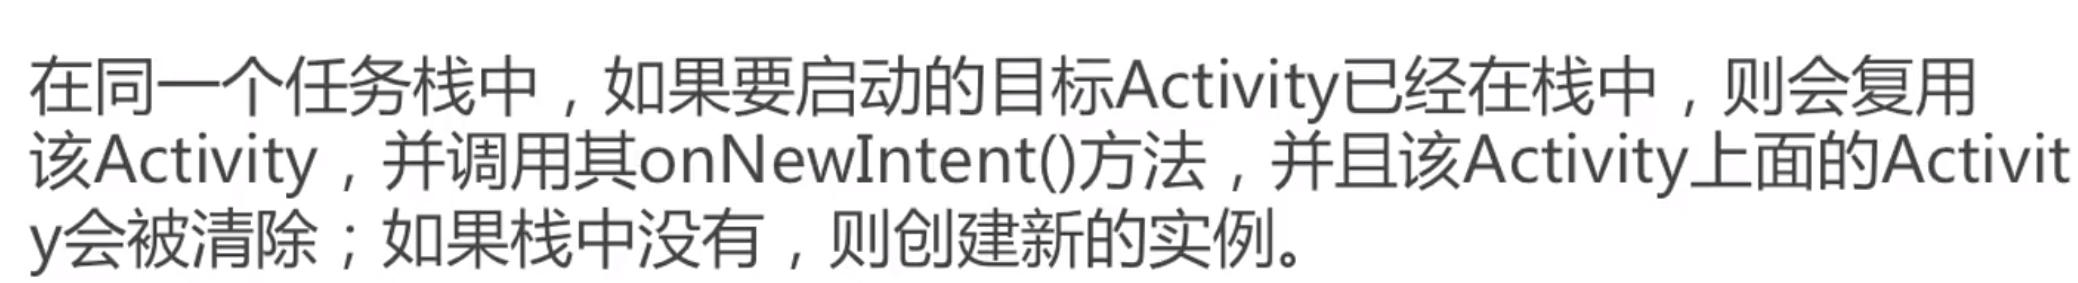 在同一个任务栈中，如果要启动的目标Activity已经在栈中，则会复用
该Activity，并调用其onNewIntent()方法，并且该Activity上面的Activit
y会被清除；如果栈中没有，则创建新的实例。